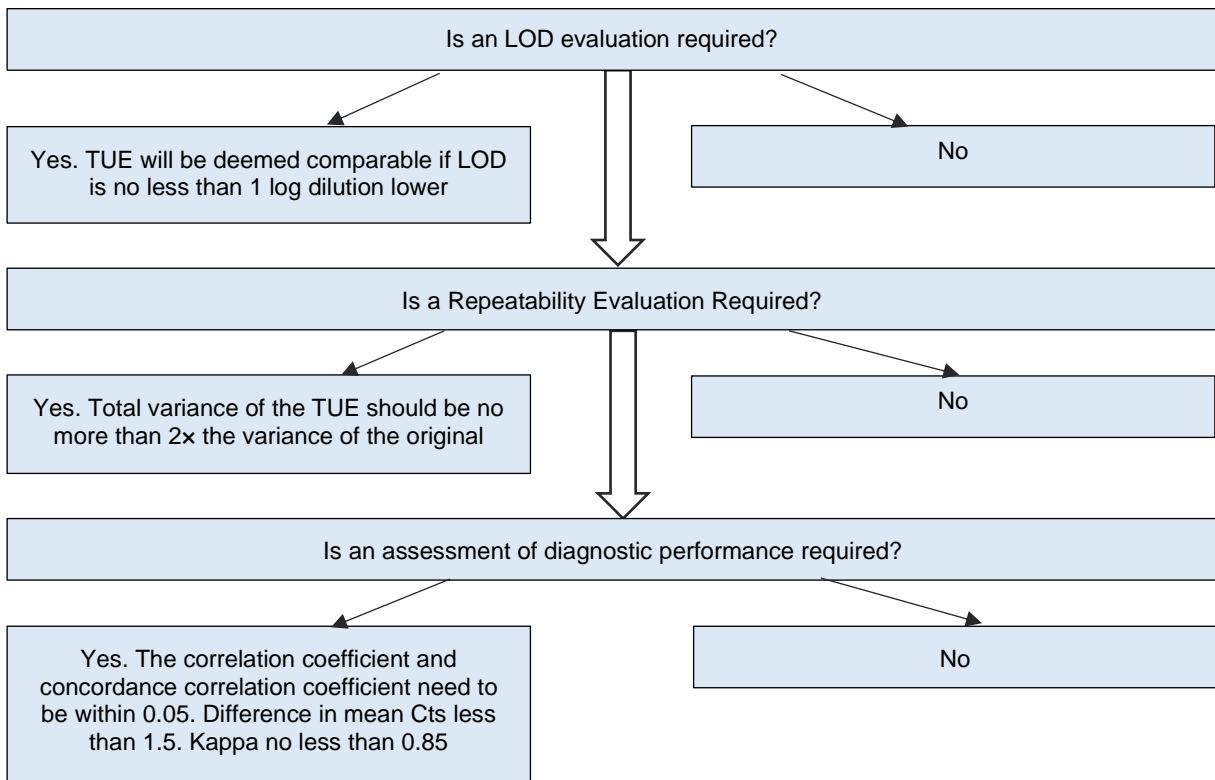 Is an LOD evaluation required?
Yes. TUE will be deemed comparable if LOD
is no less than 1 log dilution lower
No
Is a Repeatability Evaluation Required?
Yes. Total variance of the TUE should be no
more than 2× the variance of the original
No
Is an assessment of diagnostic performance required?
Yes. The correlation coefficient and
concordance correlation coefficient need to
be within 0.05. Difference in mean Cts less
than 1.5. Kappa no less than 0.85
No